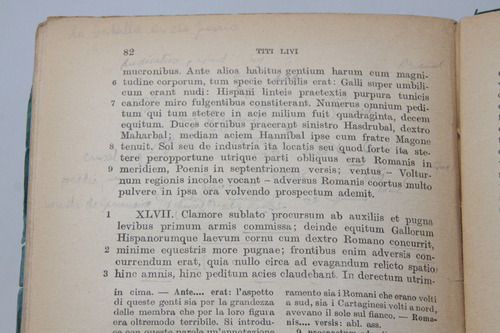 82 TITI LIVI
mucronibus. Ante alios habitus gentium harum cum magni-
6 tudine corporum, tum specie terribilis erat: Galli super umbili-
cum erant nudi: Hispani linteis praetextis purpura tunicis
7 candore miro fulgentibus constiterant. Numerus omnium pedi-
tum qui tum stetere in acie milium fuit quadraginta, decem
equitum. Duces cornibus praeerant sinistro Hasdrubal, dextro
Maharbal; mediam aciem Hannibal ipse cum fratre Magone
8 tenuit. Sol seu de industria ita locatis seu quod forte ita ste-
tere peropportune utrique parti obliquus erat Romanis in
9 meridiem, Poenis in septentrionem versis; ventus - Voltur-
num regionis incolae vocant - adversus Romanis coortus multo
pulvere in ipsa ora volvendo prospectum ademit.
1 XLVII. Clamore sublato procursum ab auxiliis et pugna
levibus primum armis commissa; deinde equitum Gallorum
Hispanorumque laevum cornu cum dextro Romano concurrit,
2 minime equestris more pugnae; frontibus enim adversis con-
currendum erat, quia nullo circa ad evagandum relicto spatio
3 hinc amnis, hinc peditum acies claudebant. In derectum utrim-
in cima. — Ante.... erat: l'aspetto
di queste genti sia per la grandezza
delle membra che per la loro figura
era oltremodo terribile. Si introduce
ramento sia i Romani che erano volti
a sud, sia i Cartaginesi volti a nord,
avevano il sole sul fianco. — Roma-
nis.... versis: abl. ass.